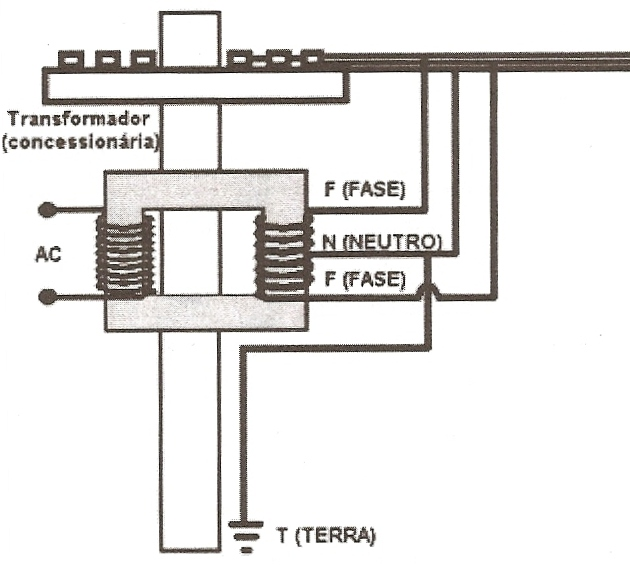 Transformador
(concessionária)
F (FASE)
N (NEUTRO)
AC
F (FASE)
T (TERRA)